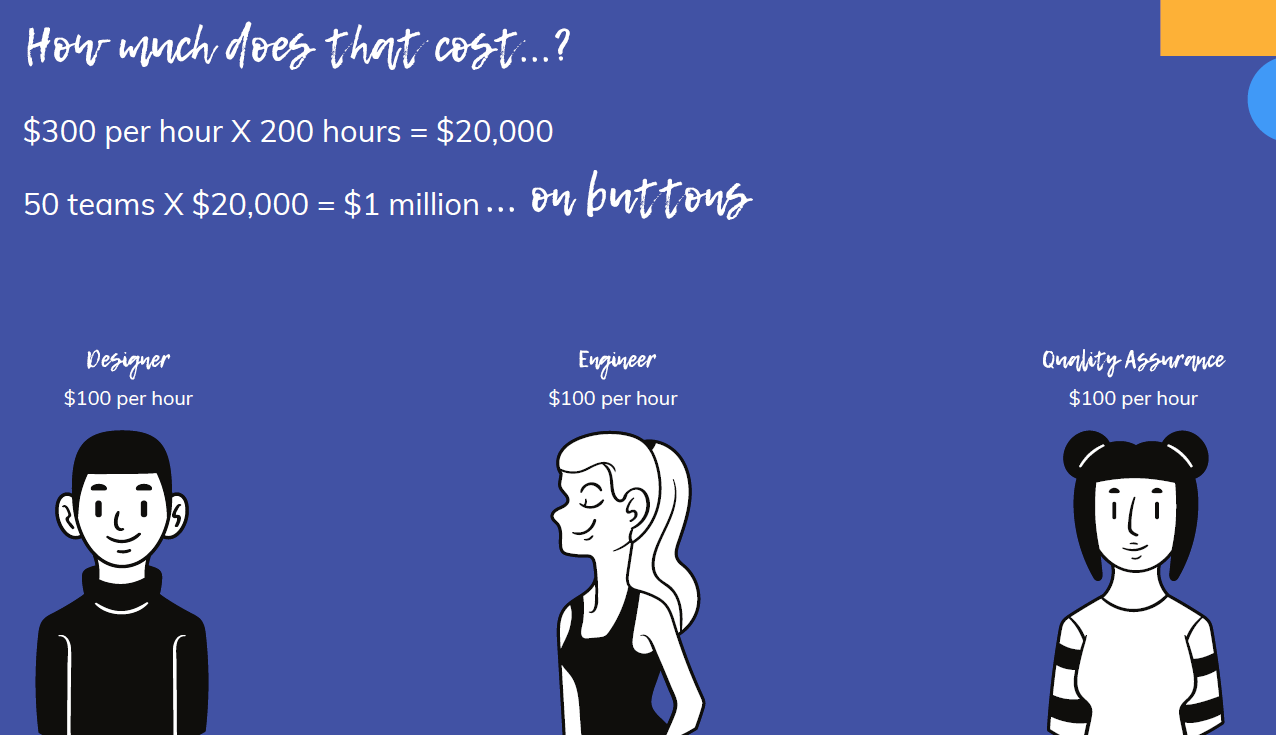 How much does that cost...?
$300 per hour X 200 hours = $20,000
50 teams X $20,000 = $1 million... on buttons
Designer
$100 per hour
Engineer
$100 per hour
Quality Assurance
$100 per hour